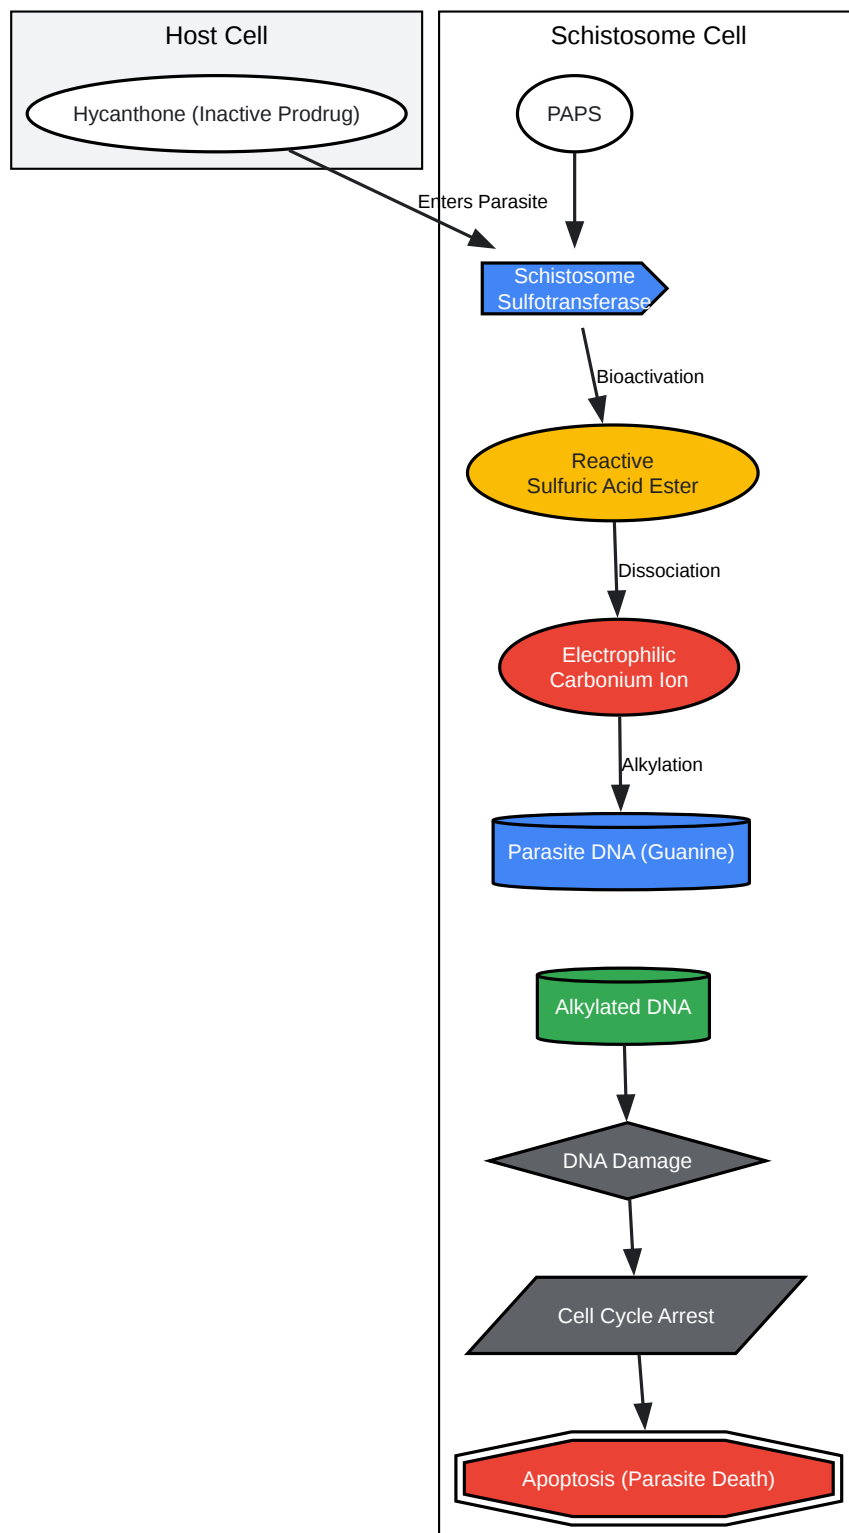 Host Cell
Schistosome Cell
Hycanthone (Inactive Prodrug)
PAPS
Enters Parasite
Schistosome
Sulfotransferase
Bioactivation
Reactive
Sulfuric Acid Ester
Dissociation
Electrophilic
Carbonium Ion
Alkylation
Parasite DNA (Guanine)
Alkylated DNA
DNA Damage
Cell Cycle Arrest
Apoptosis (Parasite Death)